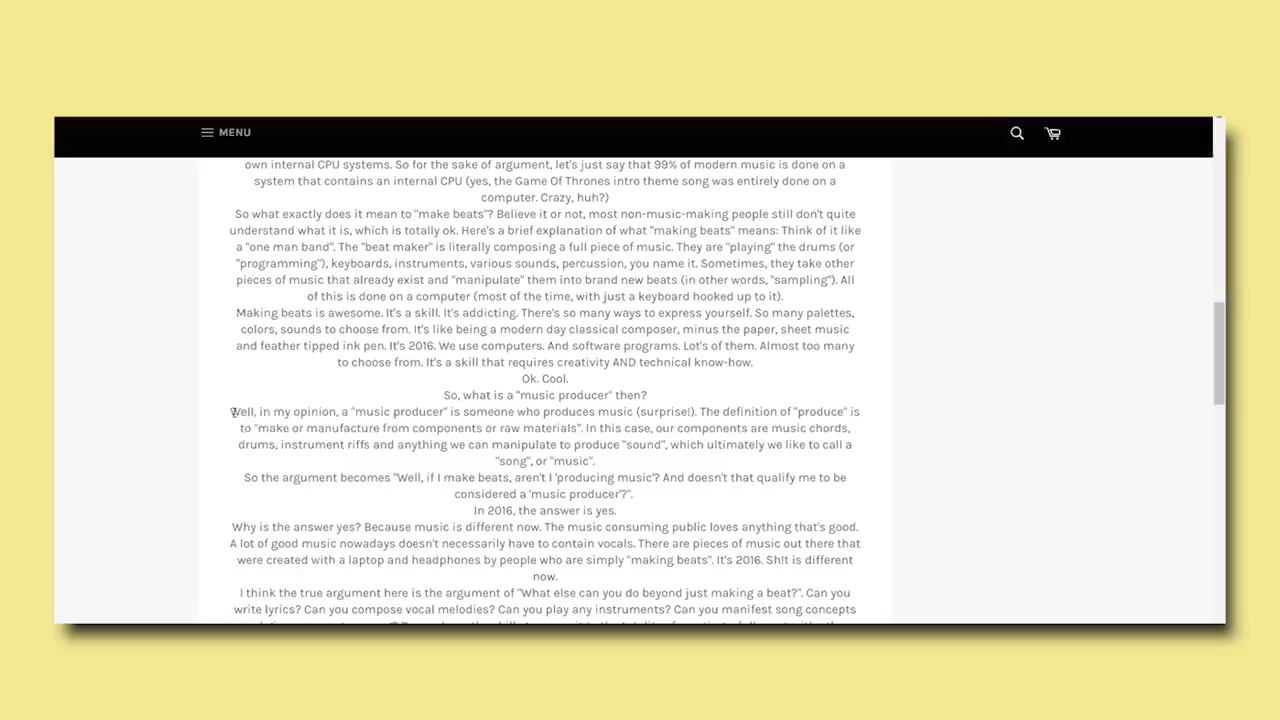 MENU
own internal CPU systems. So for the sake of argument, let's just say that 99% of modern music is done on a
system that contains an internal CPU (yes, the Game Of Thrones intro theme song was entirely done on a
computer. Crazy, huh?)
So what exactly does it mean to "make beats"? Believe it or not, most non-music-making people still don't quite
understand what it is, which is totally ok. Here's a brief explanation of what "making beats" means: Think of it like
a "one man band". The "beat maker" is literally composing a full piece of music. They are "playing" the drums (or
"programming"), keyboards, instruments, various sounds, percussion, you name it. Sometimes, they take other
pieces of music that already exist and "manipulate" them into brand new beats (in other words, "sampling"). All
of this is done on a computer (most of the time, with just a keyboard hooked up to it).
Making beats is awesome. It's a skill. It's addicting. There's so many ways to express yourself. So many palettes,
colors, sounds to choose from. It's like being a modern day classical composer, minus the paper, sheet music
and feather tipped ink pen. It's 2016. We use computers. And software programs. Lot's of them. Almost too many
to choose from. It's a skill that requires creativity AND technical know-how.
Ok. Cool.
So, what is a "music producer" then?
Well, in my opinion, a "music producer" is someone who produces music (surprise!). The definition of "produce" is
to "make or manufacture from components or raw materials". In this case, our components are music chords,
drums, instrument riffs and anything we can manipulate to produce "sound", which ultimately we like to call a
"song", or "music".
So the argument becomes "Well, if I make beats, aren't I 'producing music'? And doesn't that qualify me to be
considered a 'music producer'?".
In 2016, the answer is yes.
Why is the answer yes? Because music is different now. The music consuming public loves anything that's good.
A lot of good music nowadays doesn't necessarily have to contain vocals. There are pieces of music out there that
were created with a laptop and headphones by people who are simply "making beats". It's 2016. Sh!t is different
now.
I think the true argument here is the argument of "What else can you do beyond just making a beat?". Can you
write lyrics? Can you compose vocal melodies? Can you play any instruments? Can you manifest song concepts